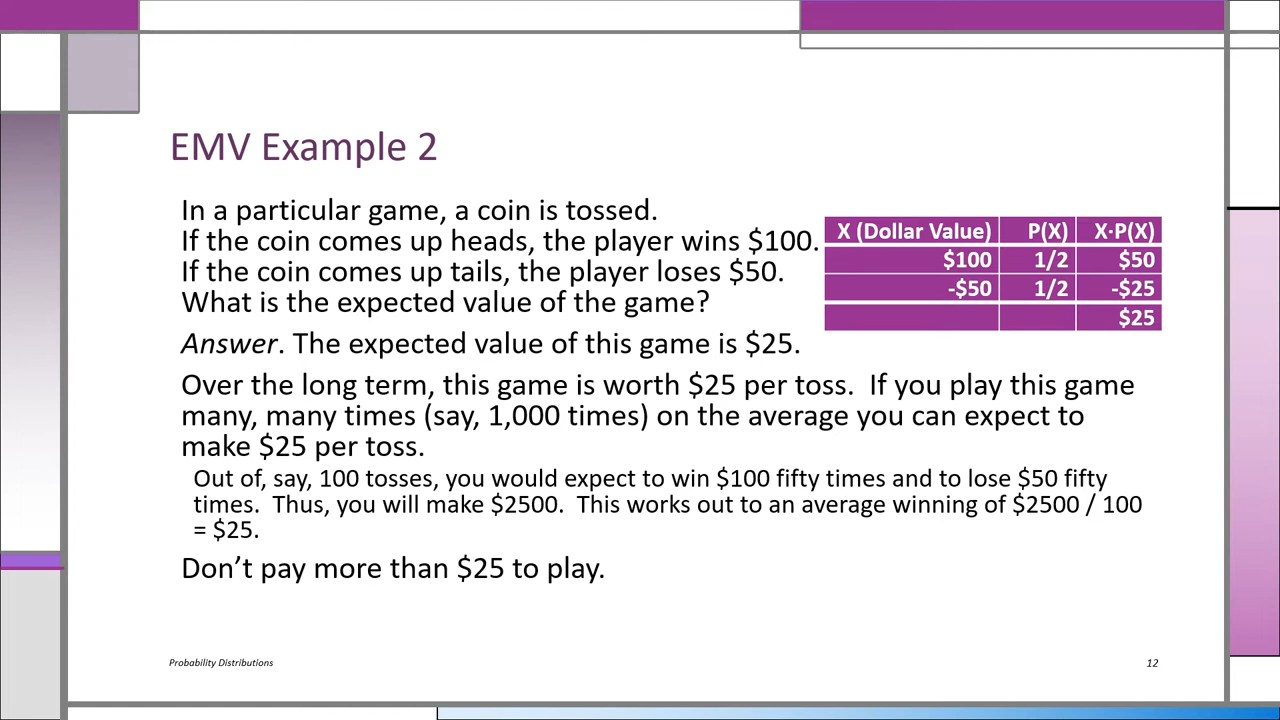 EMV Example 2
In a particular game, a coin is tossed.
If the coin comes up heads, the player wins $100.
If the coin comes up tails, the player loses $50.
What is the expected value of the game?
X (Dollar Value) P(X) X·P(X)
$100 1/2 $50
-$50 1/2 -$25
$25
Answer. The expected value of this game is $25.
Over the long term, this game is worth $25 per toss.  If you play this game
many, many times (say, 1,000 times) on the average you can expect to
make $25 per toss.
Out of, say, 100 tosses, you would expect to win $100 fifty times and to lose $50 fifty
times.  Thus, you will make $2500.  This works out to an average winning of $2500 / 100
= $25.
Don’t pay more than $25 to play.
Probability Distributions
12